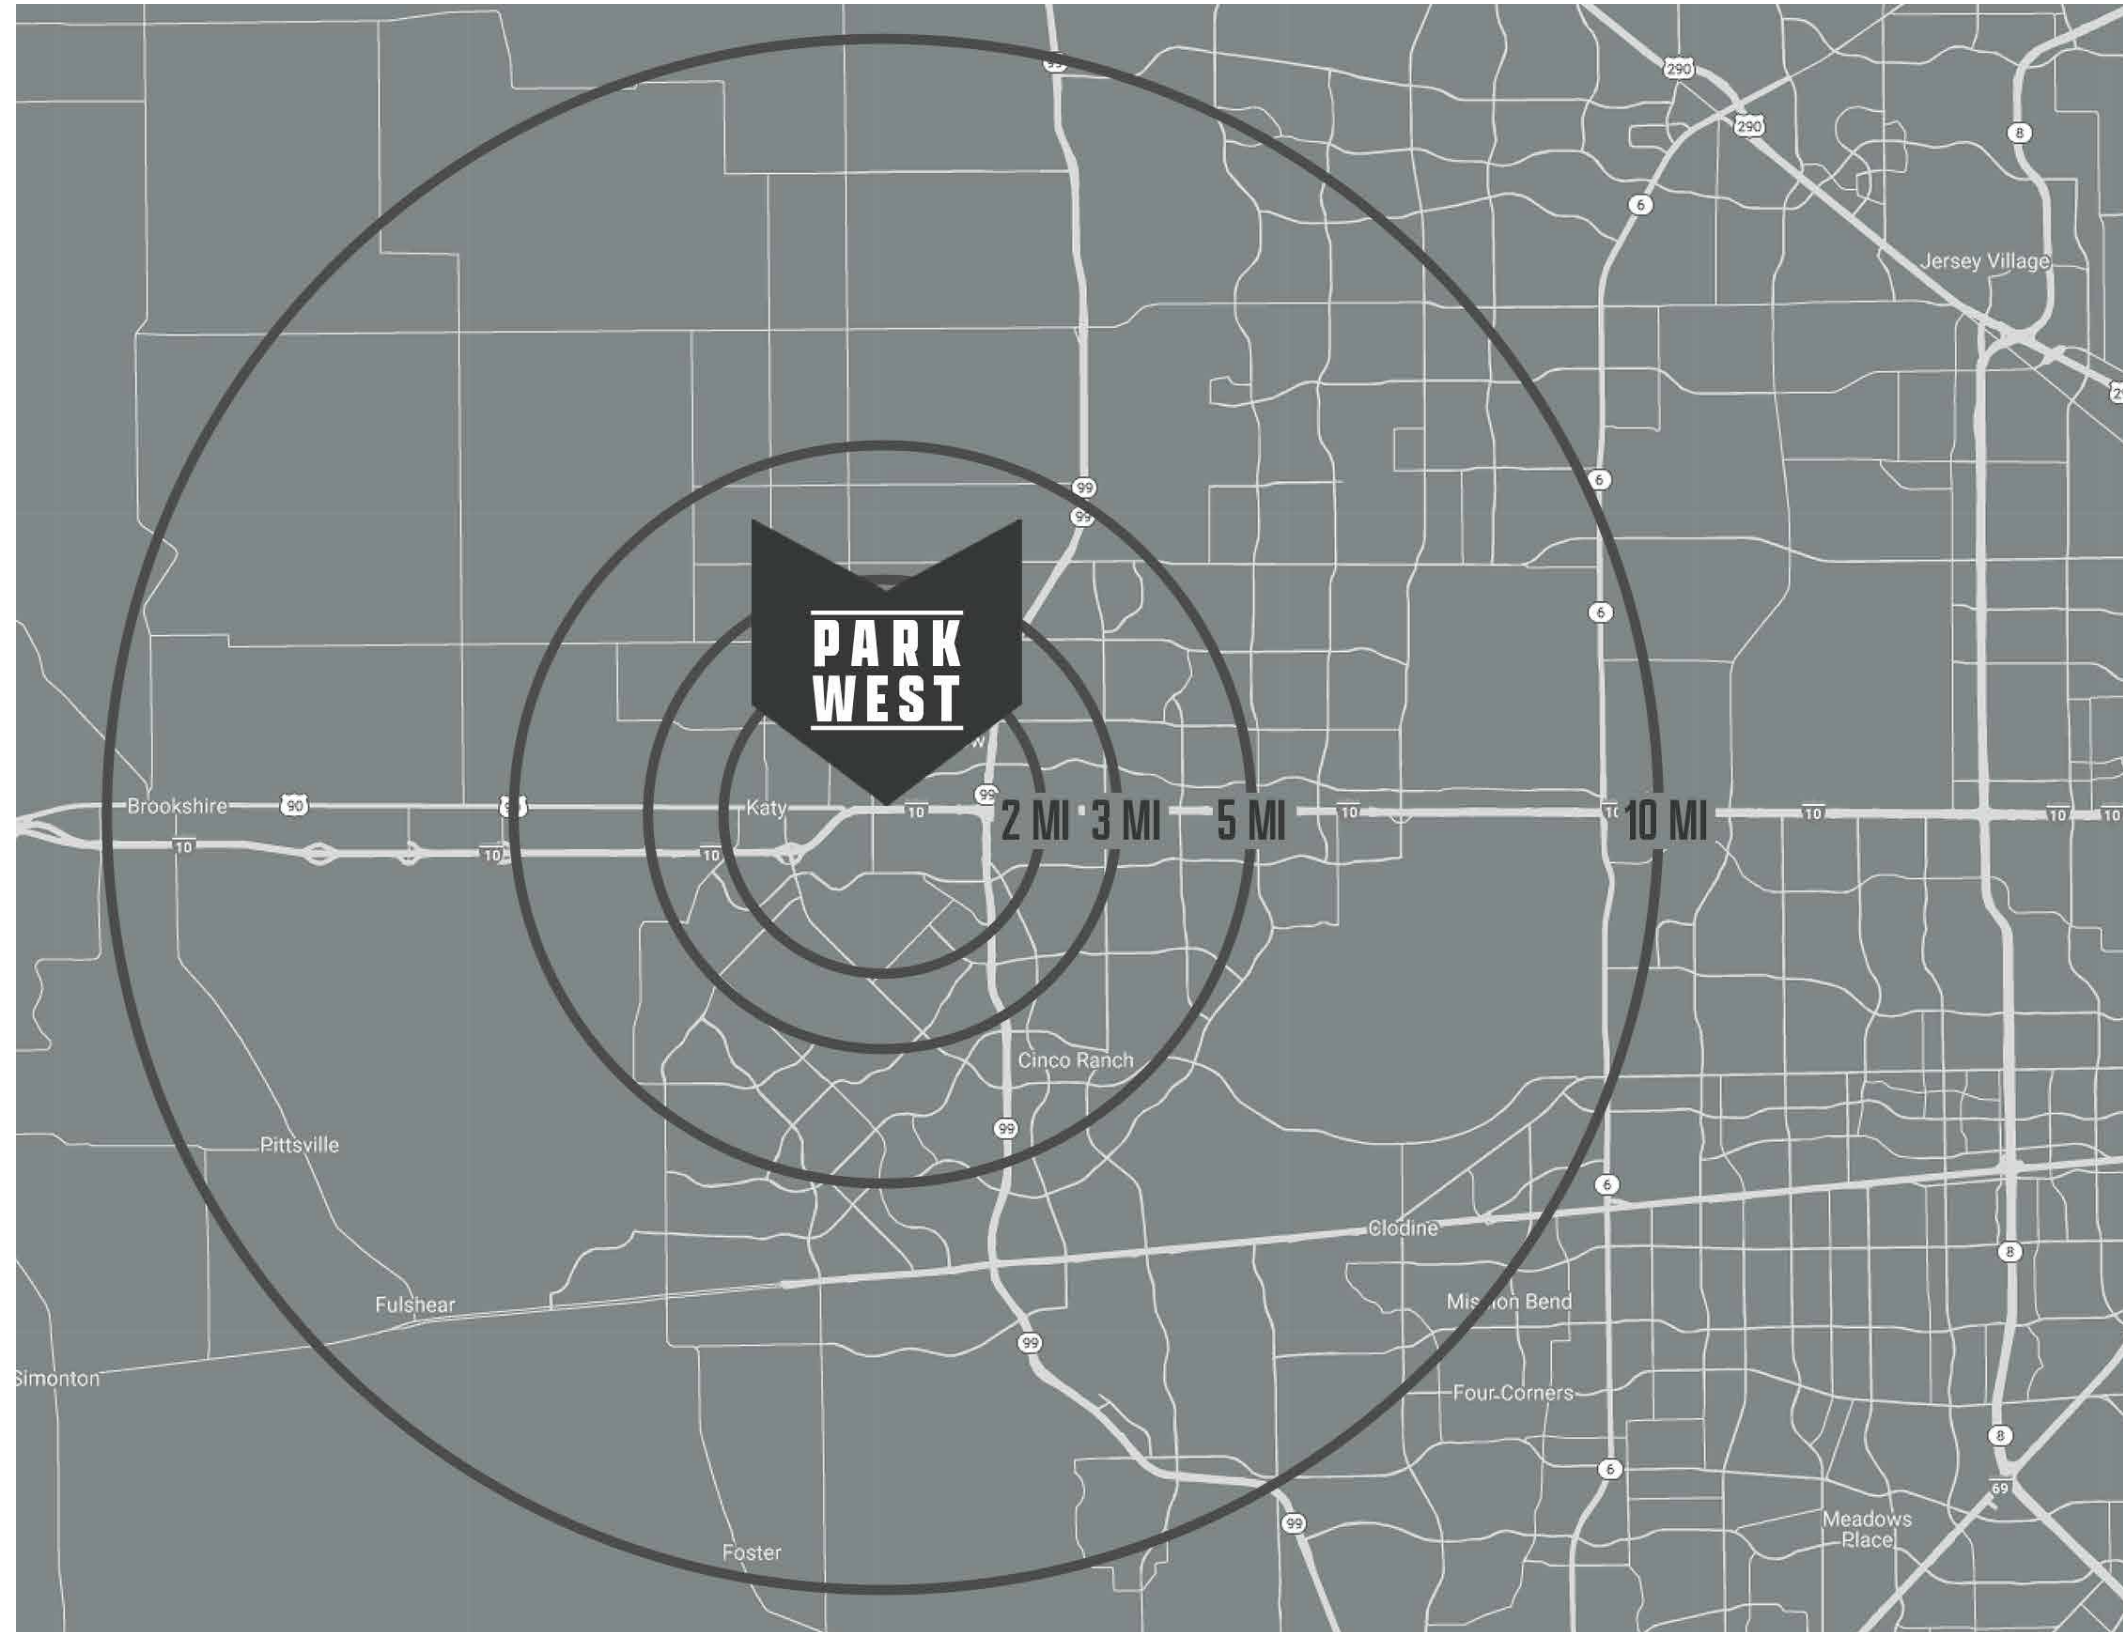 290
290
8
6
Jersey Village
99
99
6
6
PARK
WEST
Brookshire
90
Katy
10
99
2 MI
3 MI
5 MI
10
10 MI
10
10
10
10
10
10
Cinco Ranch
99
Pittsville
6
Clodine
8
Fulshear
Mission Bend
99
Simonton
Four Corners
8
6
69
99
Meadows
Place
Foster